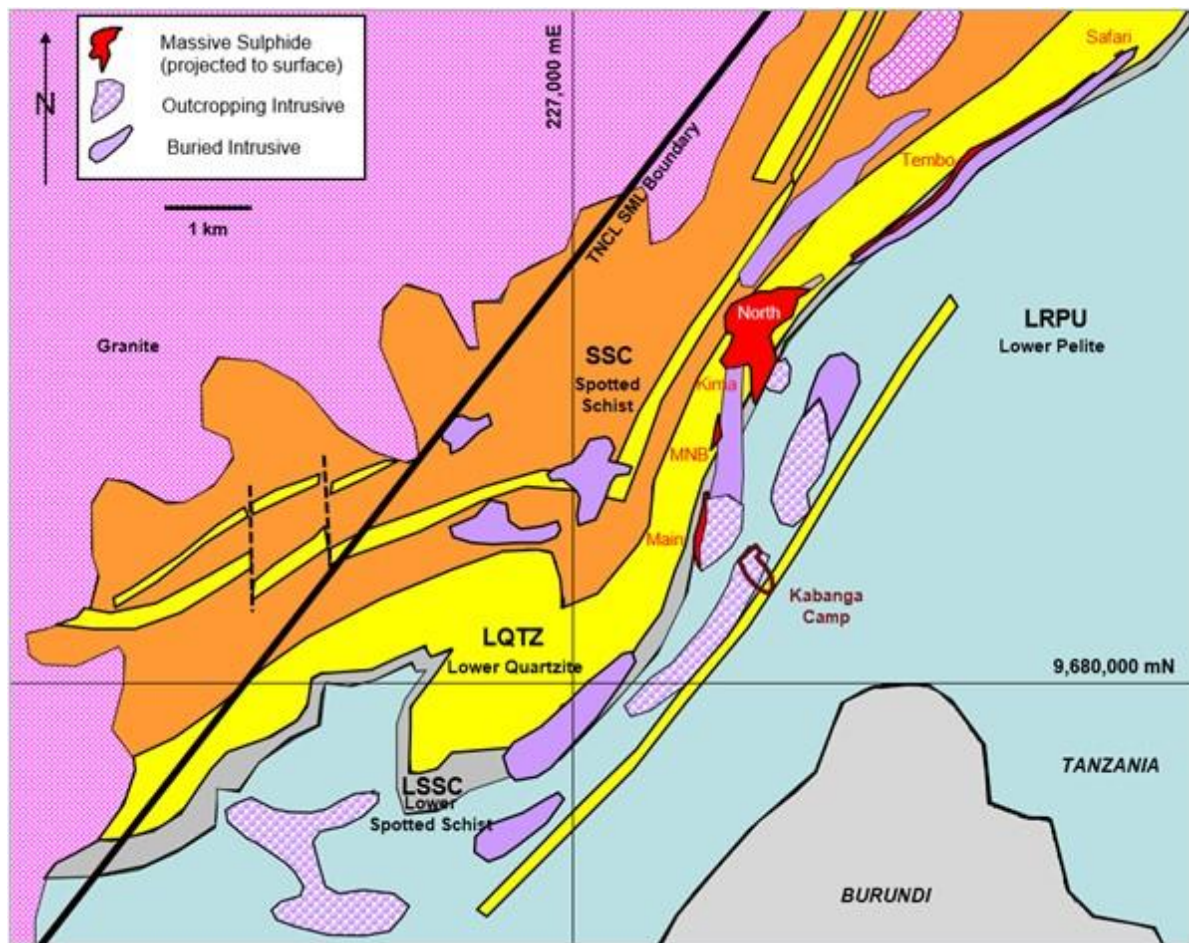 Massive Sulphide
(projected to surface)
Outcropping Intrusive
Buried Intrusive
N
1 km
227,000 mE
TNCL SML Boundary
Safari
Tembo
North
LRPU
Lower Pelite
Granite
SSC
Spotted
Schist
Kima
MNB
Main
Kabanga
Camp
LQTZ
Lower Quartzite
9,680,000 mN
LSSC
Lower
Spotted Schist
TANZANIA
BURUNDI